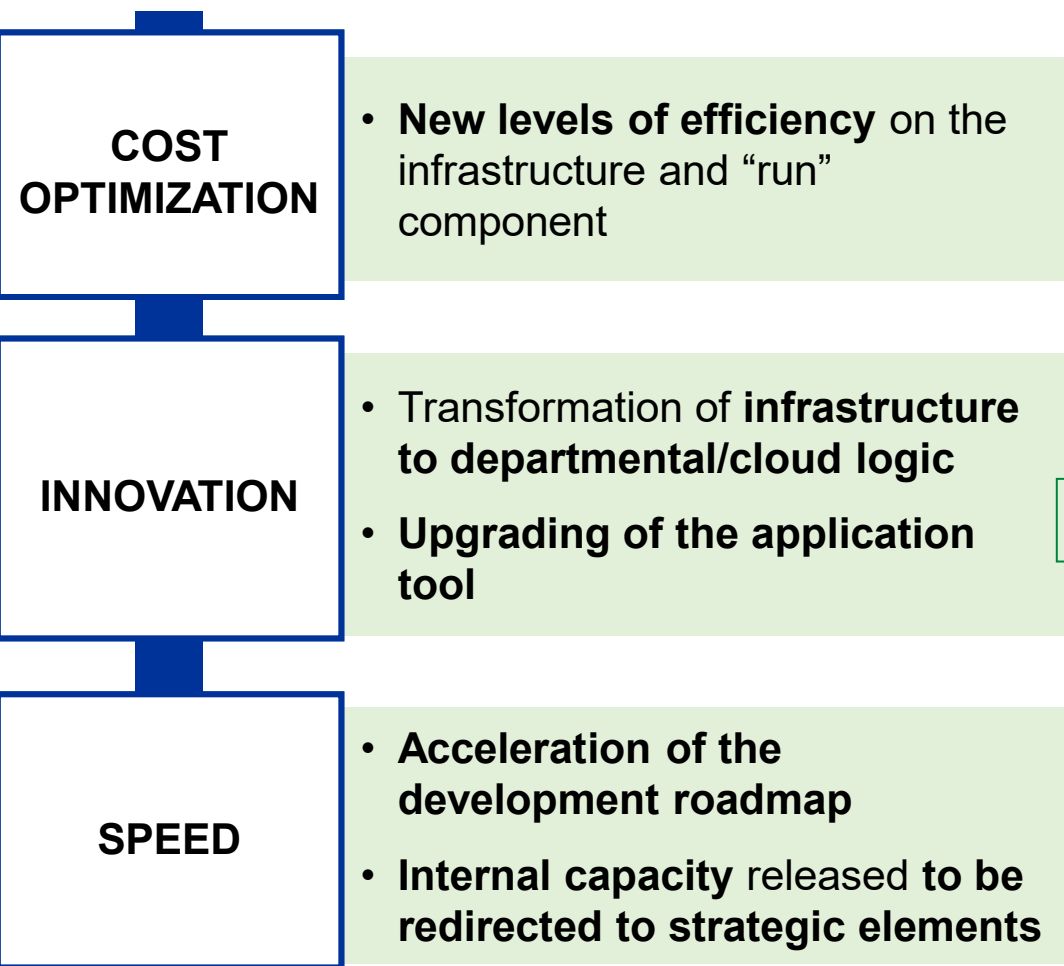 COST
OPTIMIZATION
• New levels of efficiency on the
infrastructure and “run”
component
INNOVATION
• Transformation of infrastructure
to departmental/cloud logic
• Upgrading of the application
tool
SPEED
• Acceleration of the
development roadmap
• Internal capacity released to be
redirected to strategic elements